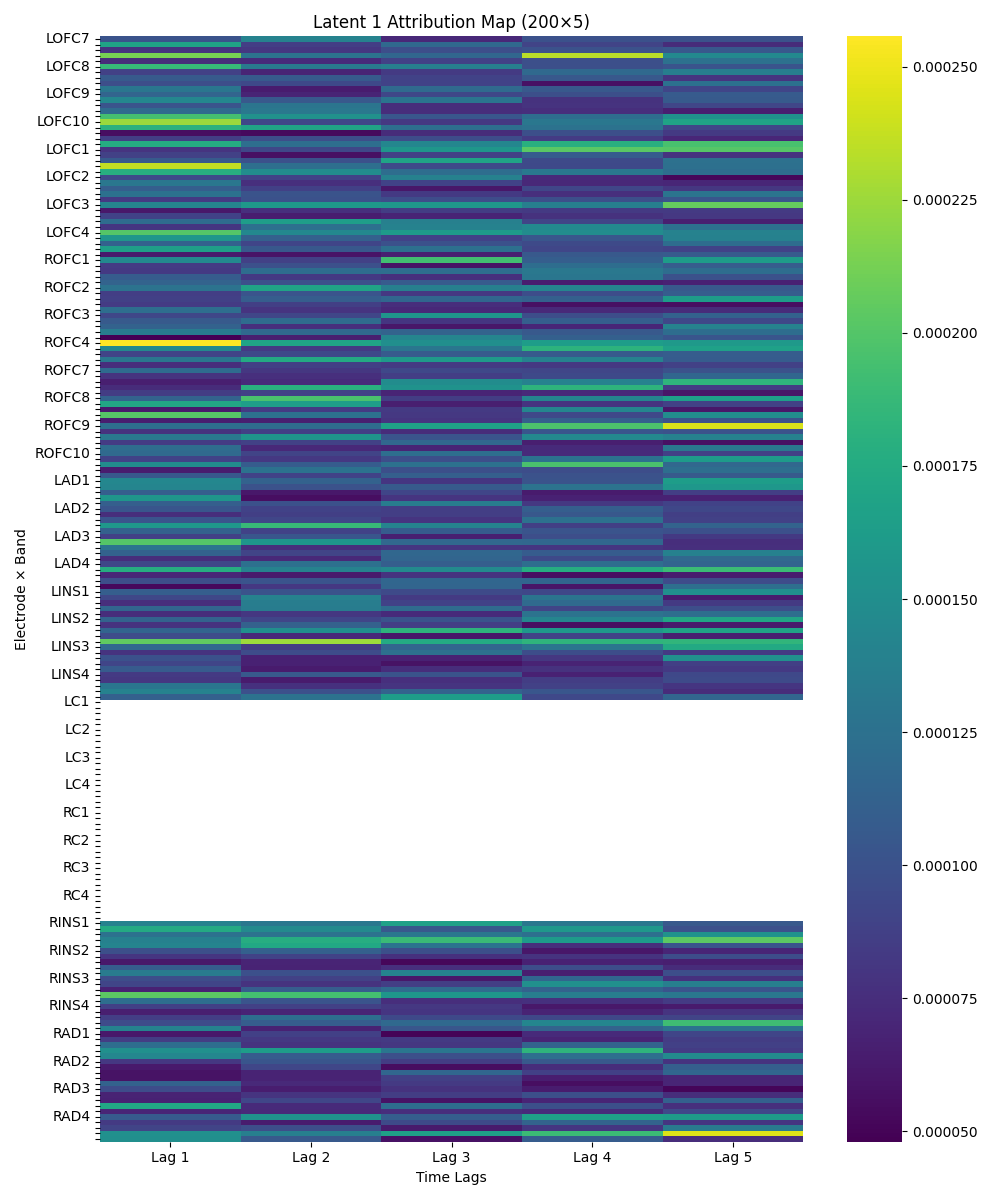 Latent 1 Attribution Map (200×5)
LOFC7
LOFC8
LOFC9
LOFC10
LOFC1
LOFC2
LOFC3
LOFC4
ROFC1
ROFC2
ROFC3
ROFC4
ROFC7
ROFC8
ROFC9
ROFC10
LAD1
LAD2
LAD3
LAD4
LINS1
LINS2
LINS3
LINS4
LC1
LC2
LC3
LC4
RC1
RC2
RC3
RC4
RINS1
RINS2
RINS3
RINS4
RAD1
RAD2
RAD3
RAD4
Electrode × Band
Lag 1 Lag 2 Lag 3 Lag 4 Lag 5
Time Lags
0.000250
0.000225
0.000200
0.000175
0.000150
0.000125
0.000100
0.000075
0.000050